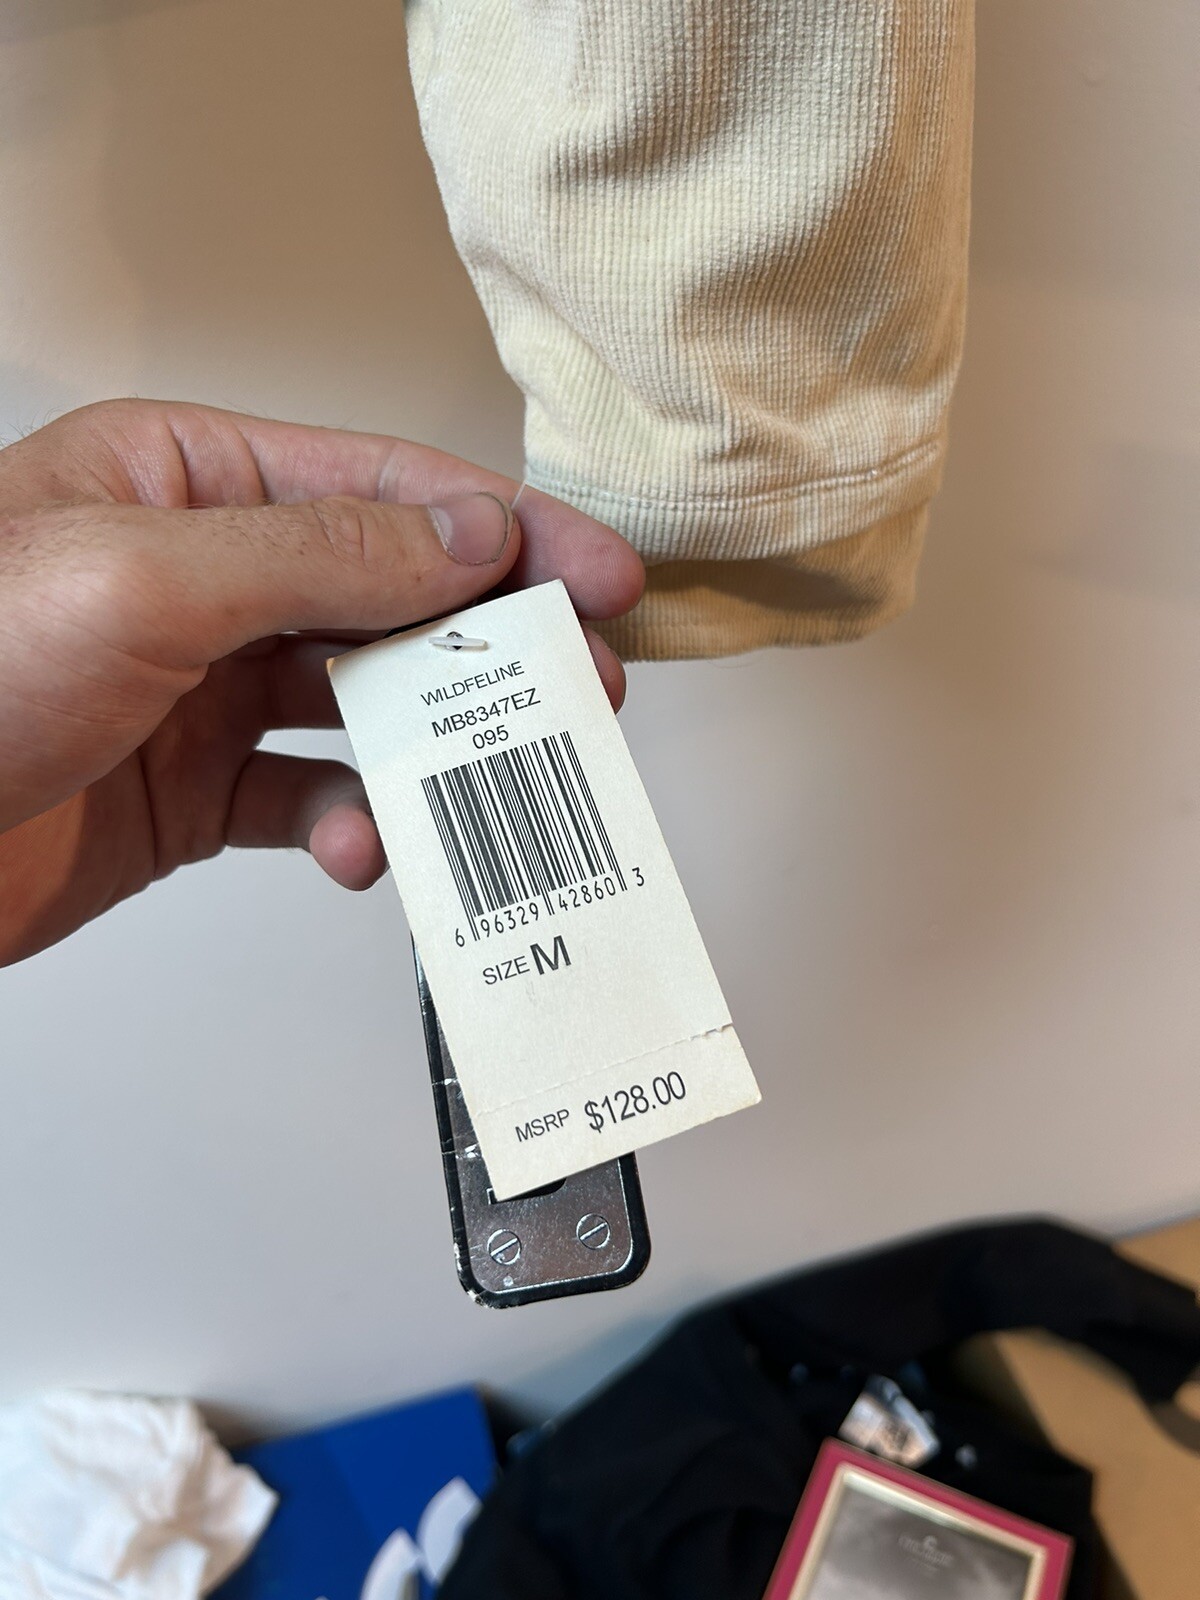 WILDFELINE
MB8347EZ
095
6 96329 42860 3
SIZE M
MSRP $128.00